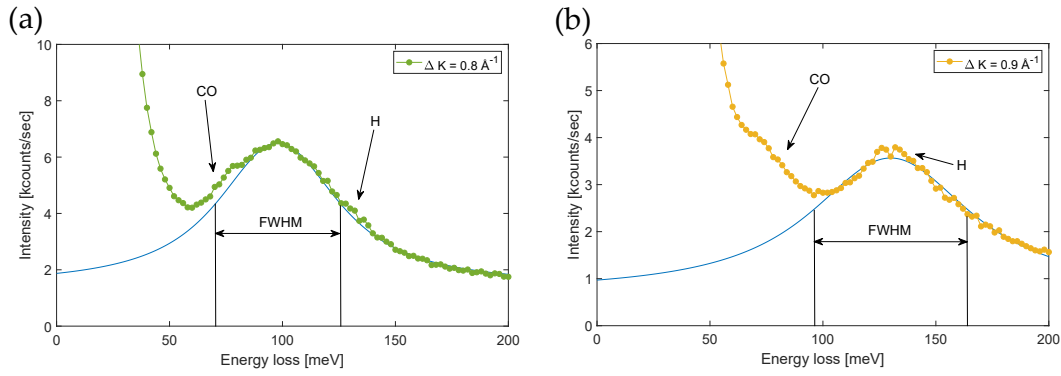 (a)
Δ K = 0.8 Å⁻¹
CO
H
FWHM
Intensity [kcounts/sec]
0
2
4
6
8
10
0 50 100 150 200
Energy loss [meV]
(b)
Δ K = 0.9 Å⁻¹
CO
H
FWHM
Intensity [kcounts/sec]
0
1
2
3
4
5
6
0 50 100 150 200
Energy loss [meV]